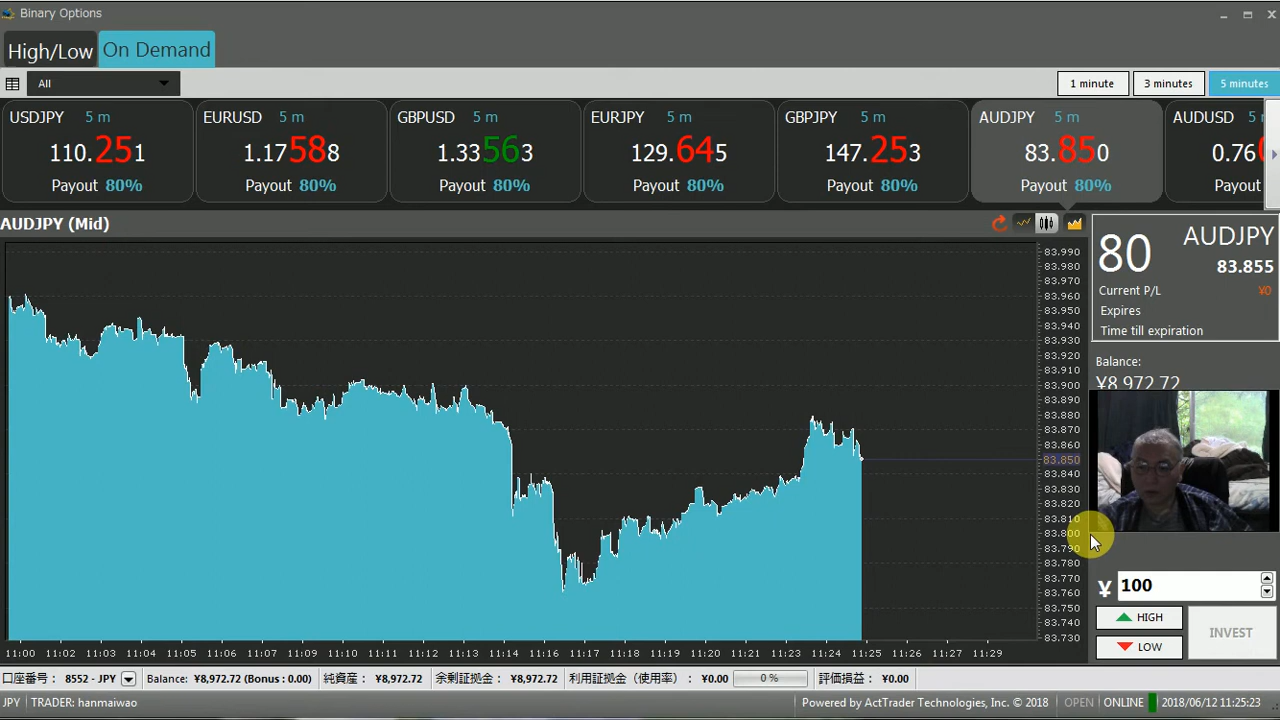 Binary Options
High/Low On Demand
All 1 minute 3 minutes 5 minutes
USDJPY 5 m EURUSD 5 m GBPUSD 5 m EURJPY 5 m GBPJPY 5 m AUDJPY 5 m AUDUSD 5
110.251 1.17588 1.33563 129.645 147.253 83.850 0.76
Payout 80% Payout 80% Payout 80% Payout 80% Payout 80% Payout 80% Payou
AUDJPY (Mid)
80 AUDJPY
83.855
Current P/L ¥0
Expires
Time till expiration
Balance:
¥8,972.72
83.990
83.980
83.970
83.960
83.950
83.940
83.930
83.920
83.910
83.900
83.890
83.880
83.870
83.860
83.850
83.840
83.830
83.820
83.810
83.800
83.790
83.780
83.770
83.760
83.750
83.740
83.730
¥ 100
HIGH
LOW
INVEST
11:00 11:02 11:03 11:04 11:05 11:06 11:07 11:09 11:10 11:12 11:13 11:14 11:16 11:17 11:18 11:19 11:20 11:22 11:23 11:24 11:25 11:26 11:27 11:29
口座番号： 8552 - JPY Balance: ¥8,972.72 (Bonus : 0.00) 純資産： ¥8,972.72 余剰証拠金： ¥8,972.72 利用証拠金（使用率）： ¥0.00 0 % 評価損益： ¥0.00
JPY TRADER: hanmaiwao Powered by ActTrader Technologies, Inc. © 2018 OPEN ONLINE 2018/06/12 11:25:23